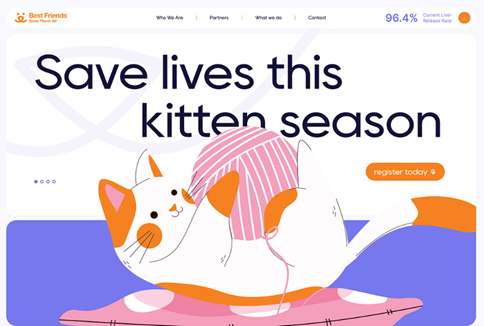 Best Friends
Save Them All
Who We Are
Partners
What we do
Contact
96.4%
Current Live-
Release Rate
Save lives this
kitten season
register today